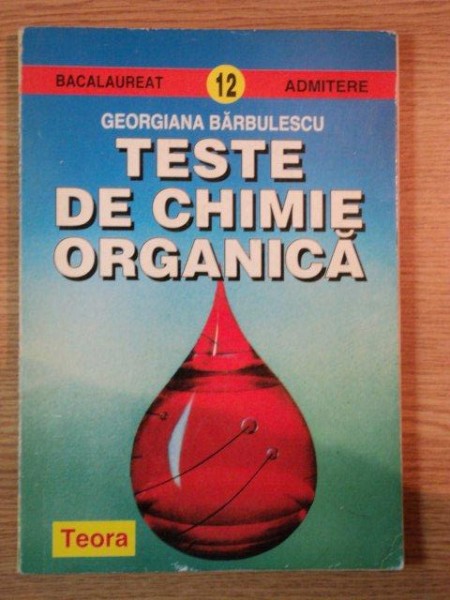 BACALAUREAT 12 ADMITERE
GEORGIANA BĂRBULESCU
TESTE
DE CHIMIE
ORGANICĂ
Teora